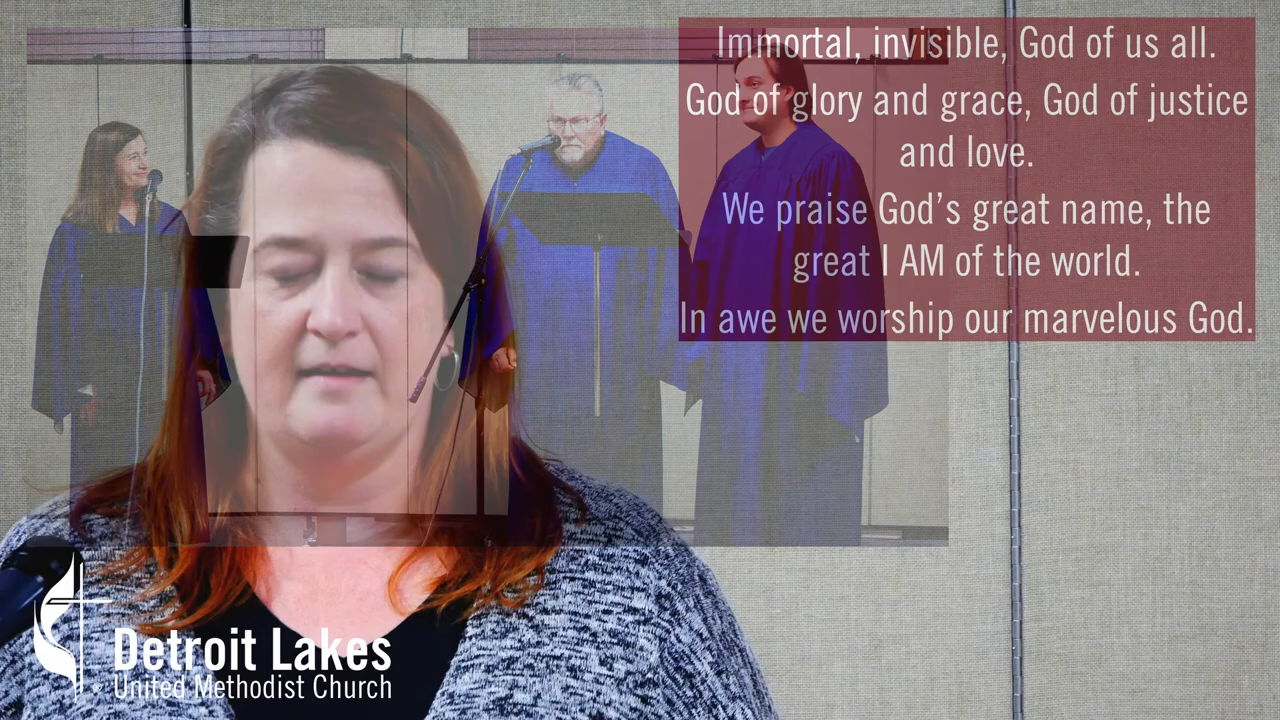 Immortal, invisible, God of us all.
God of glory and grace, God of justice
and love.
We praise God's great name, the
great I AM of the world.
In awe we worship our marvelous God.
Detroit Lakes
United Methodist Church